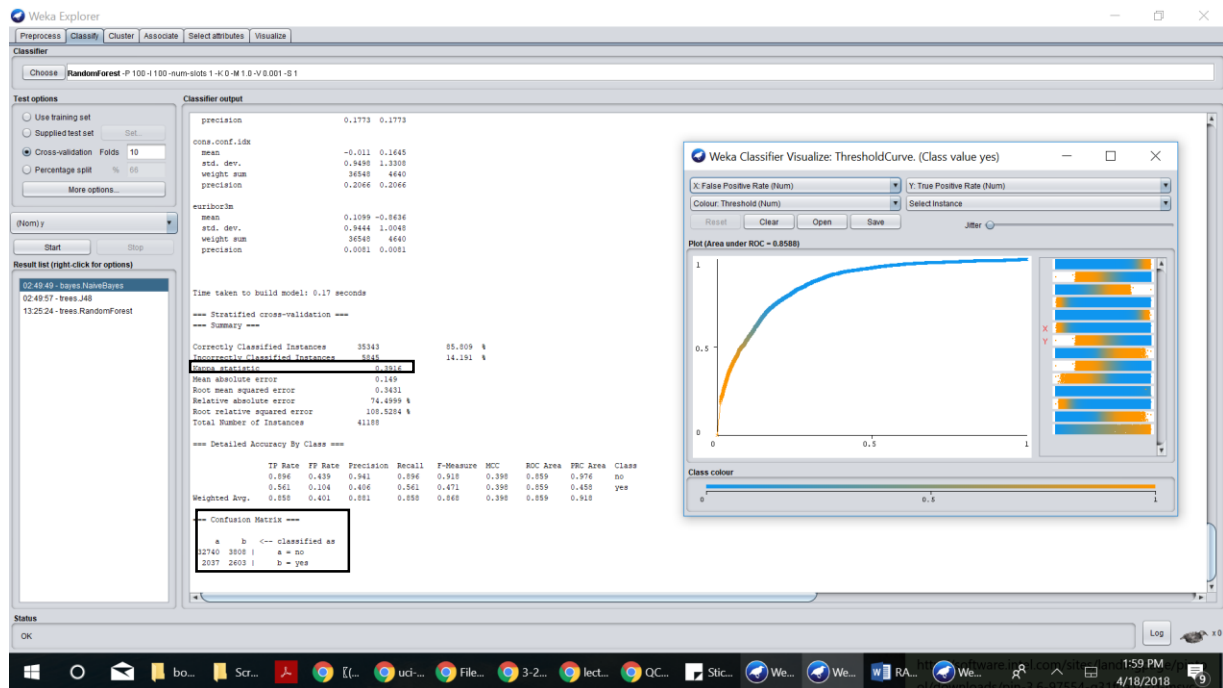 Weka Explorer
Preprocess Classify Cluster Associate Select attributes Visualize
Classifier
Choose RandomForest -P 100 -I 100 -num-slots 1 -K 0 -M 1.0 -V 0.001 -S 1
Test options
Use training set
Supplied test set Set...
Cross-validation Folds 10
Percentage split % 66
More options...
(Nom) y
Start Stop
Result list (right-click for options)
02:49:49 - bayes.NaiveBayes
02:49:57 - trees.J48
13:25:24 - trees.RandomForest
Classifier output
precision 0.1773 0.1773
cons.conf.idx
mean -0.011 0.1645
std. dev. 0.9498 1.3308
weight sum 36548 4640
precision 0.2066 0.2066
euribor3m
mean 0.1099 -0.8636
std. dev. 0.9444 1.0048
weight sum 36548 4640
precision 0.0081 0.0081
Time taken to build model: 0.17 seconds
=== Stratified cross-validation ===
=== Summary ===
Correctly Classified Instances 35343 85.809 %
Incorrectly Classified Instances 5845 14.191 %
Kappa statistic 0.3916
Mean absolute error 0.149
Root mean squared error 0.3431
Relative absolute error 74.4999 %
Root relative squared error 108.5284 %
Total Number of Instances 41188
=== Detailed Accuracy By Class ===
TP Rate FP Rate Precision Recall F-Measure MCC ROC Area PRC Area Class
0.896 0.439 0.941 0.896 0.918 0.398 0.859 0.976 no
0.561 0.104 0.406 0.561 0.471 0.398 0.859 0.458 yes
Weighted Avg. 0.858 0.401 0.881 0.858 0.868 0.398 0.859 0.918
=== Confusion Matrix ===
a b <-- classified as
32740 3808 | a = no
2037 2603 | b = yes
Weka Classifier Visualize: ThresholdCurve. (Class value yes)
X: False Positive Rate (Num) Y: True Positive Rate (Num)
Colour: Threshold (Num) Select Instance
Reset Clear Open Save Jitter
Plot (Area under ROC = 0.8588)
1
0.5
0
0 0.5 1
X
Y
Class colour
0 0.5 1
Status
OK
Log x 0
bo... Scr... uci-... File... 3-2... lect... QC... Stic... We... We... RA... We...
1:59 PM
4/18/2018
9